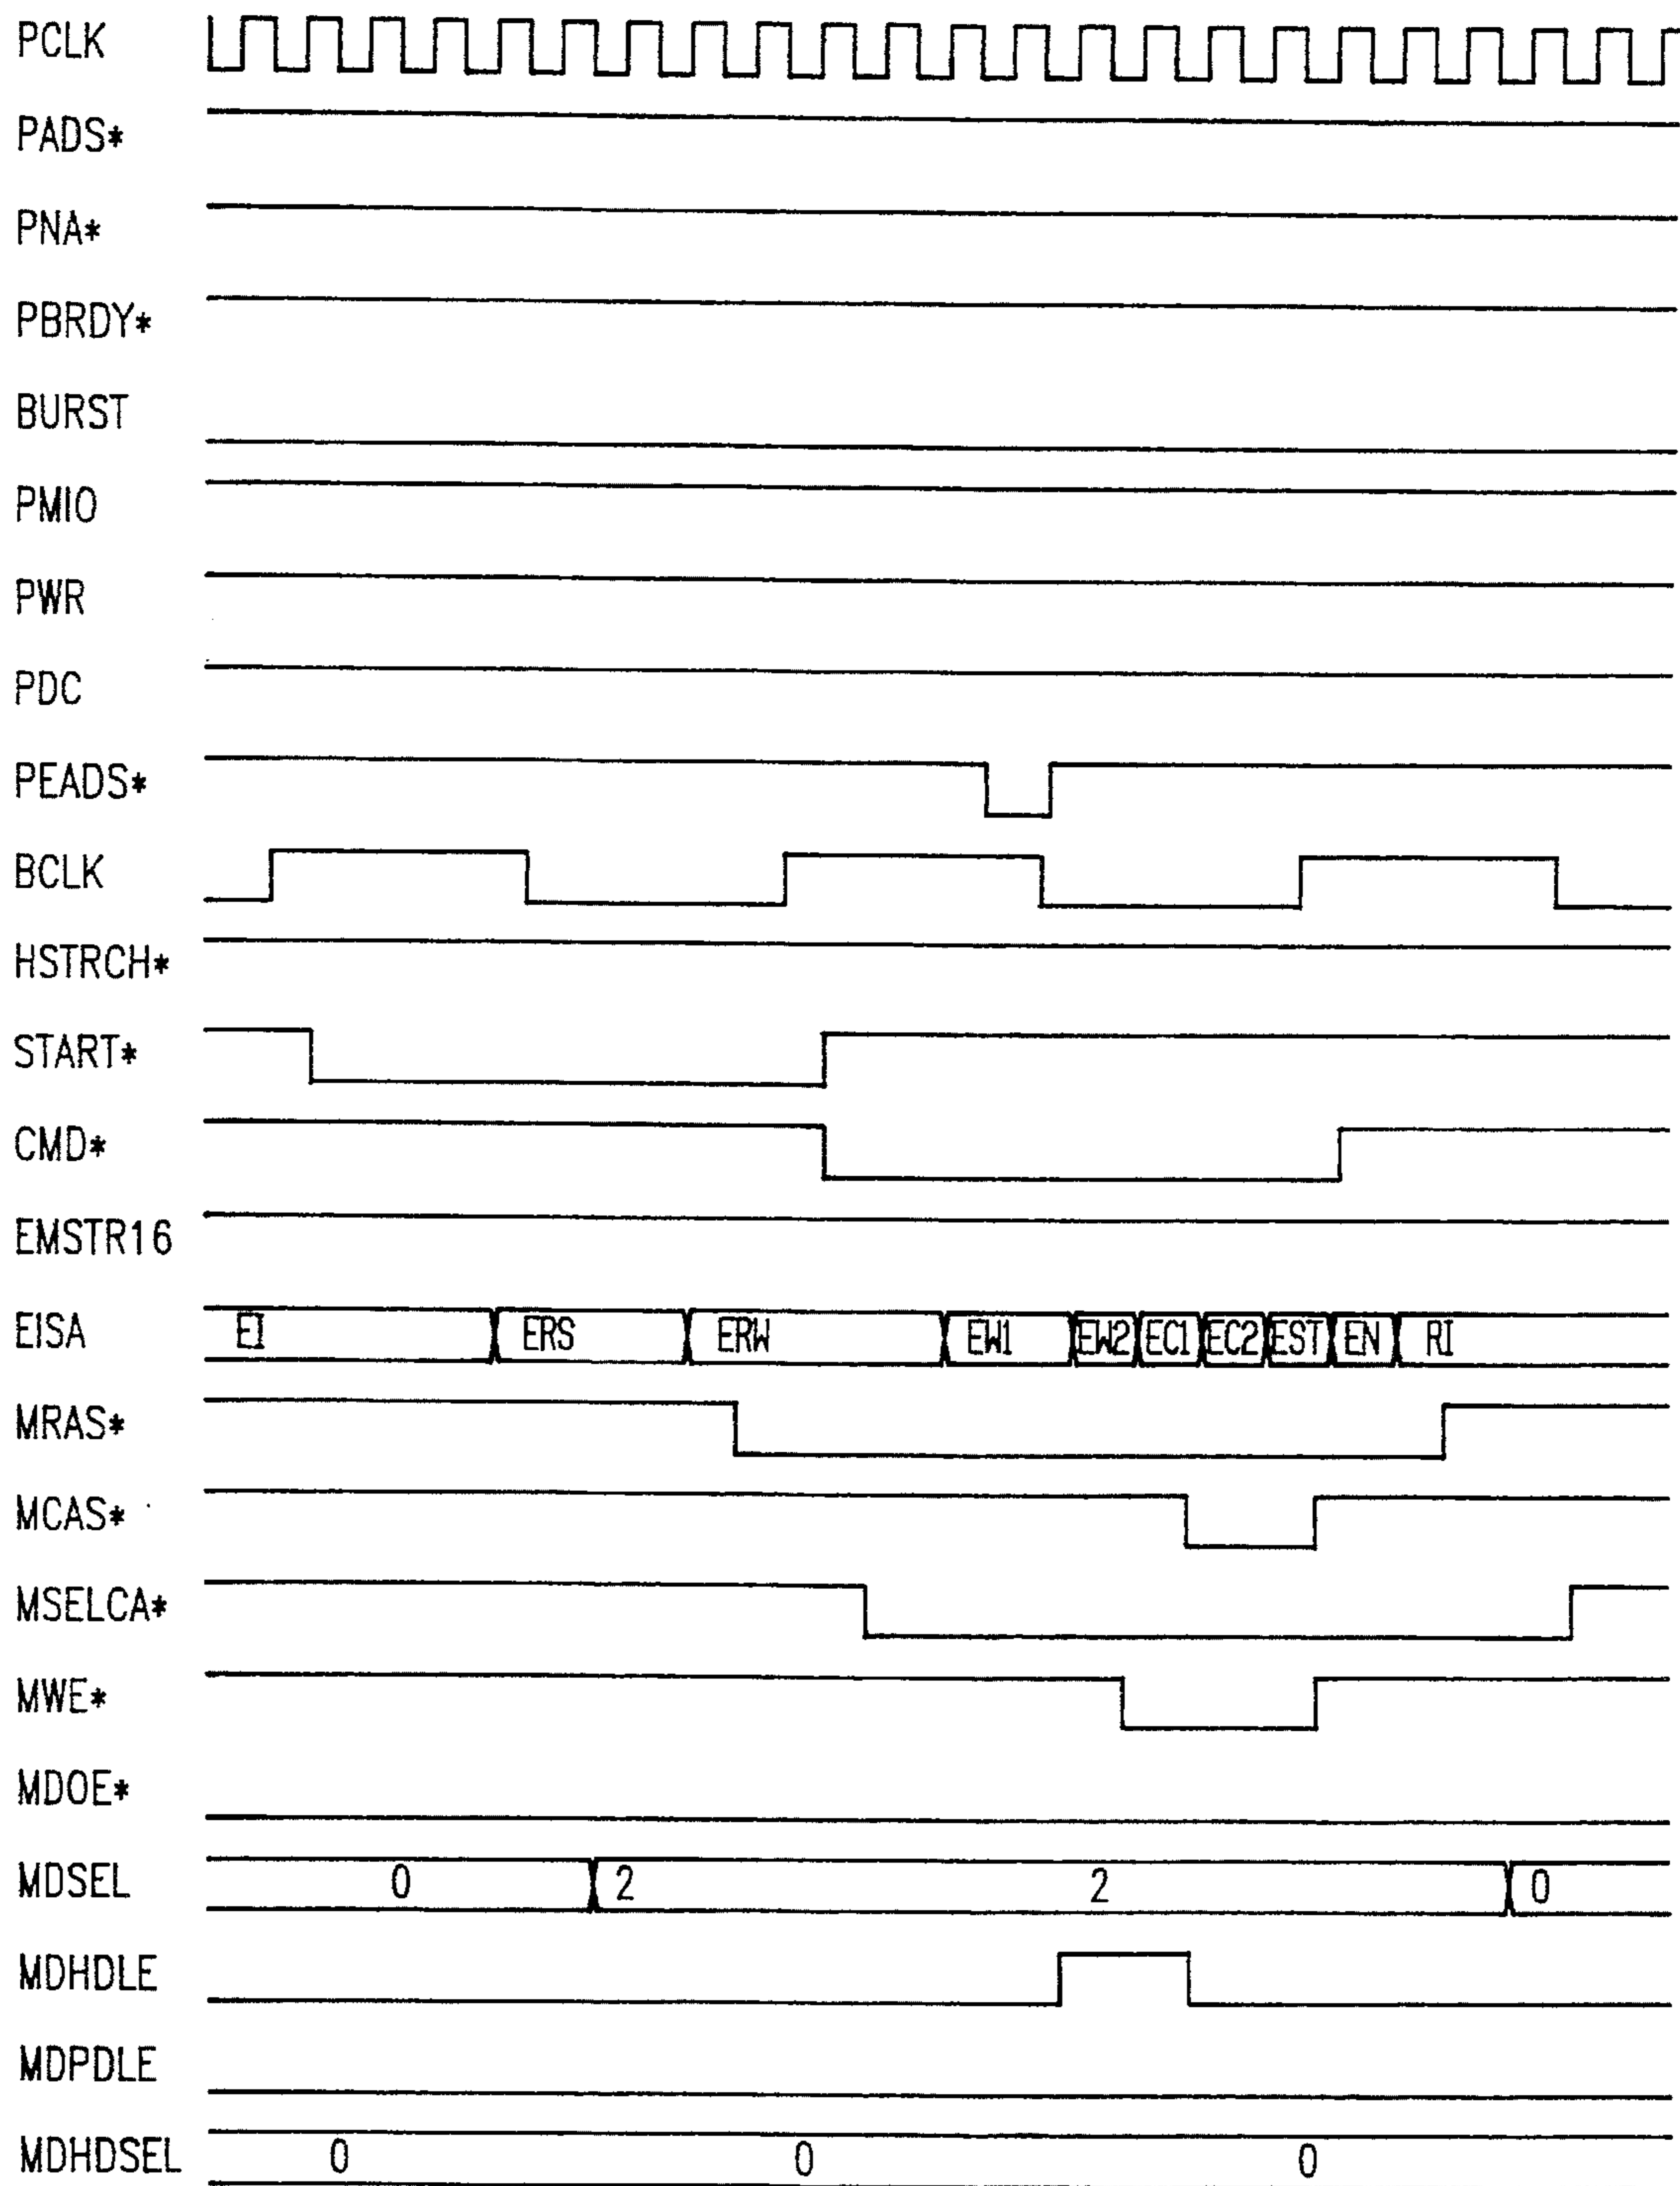 PCLK
PADS*
PNA*
PBRDY*
BURST
PMIO
PWR
PDC
PEADS*
BCLK
HSTRCH*
START*
CMD*
EMSTR16
EISA EI ERS ERW EW1 EW2 EC1 EC2 EST EN RI
MRAS*
MCAS*
MSELCA*
MWE*
MDOE*
MDSEL 0 2 2 0
MDHDLE
MDPDLE
MDHDSEL 0 0 0